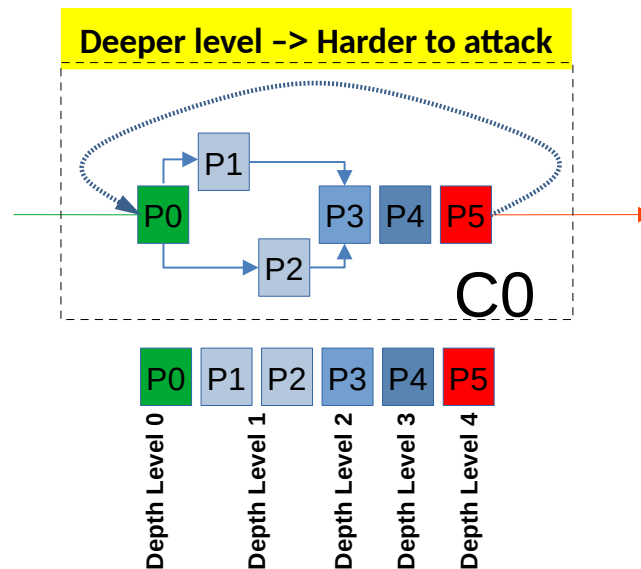 Deeper level –> Harder to attack
P1
P0
P3
P4
P5
P2
C0
P0
P1
P2
P3
P4
P5
Depth Level 0
Depth Level 1
Depth Level 2
Depth Level 3
Depth Level 4